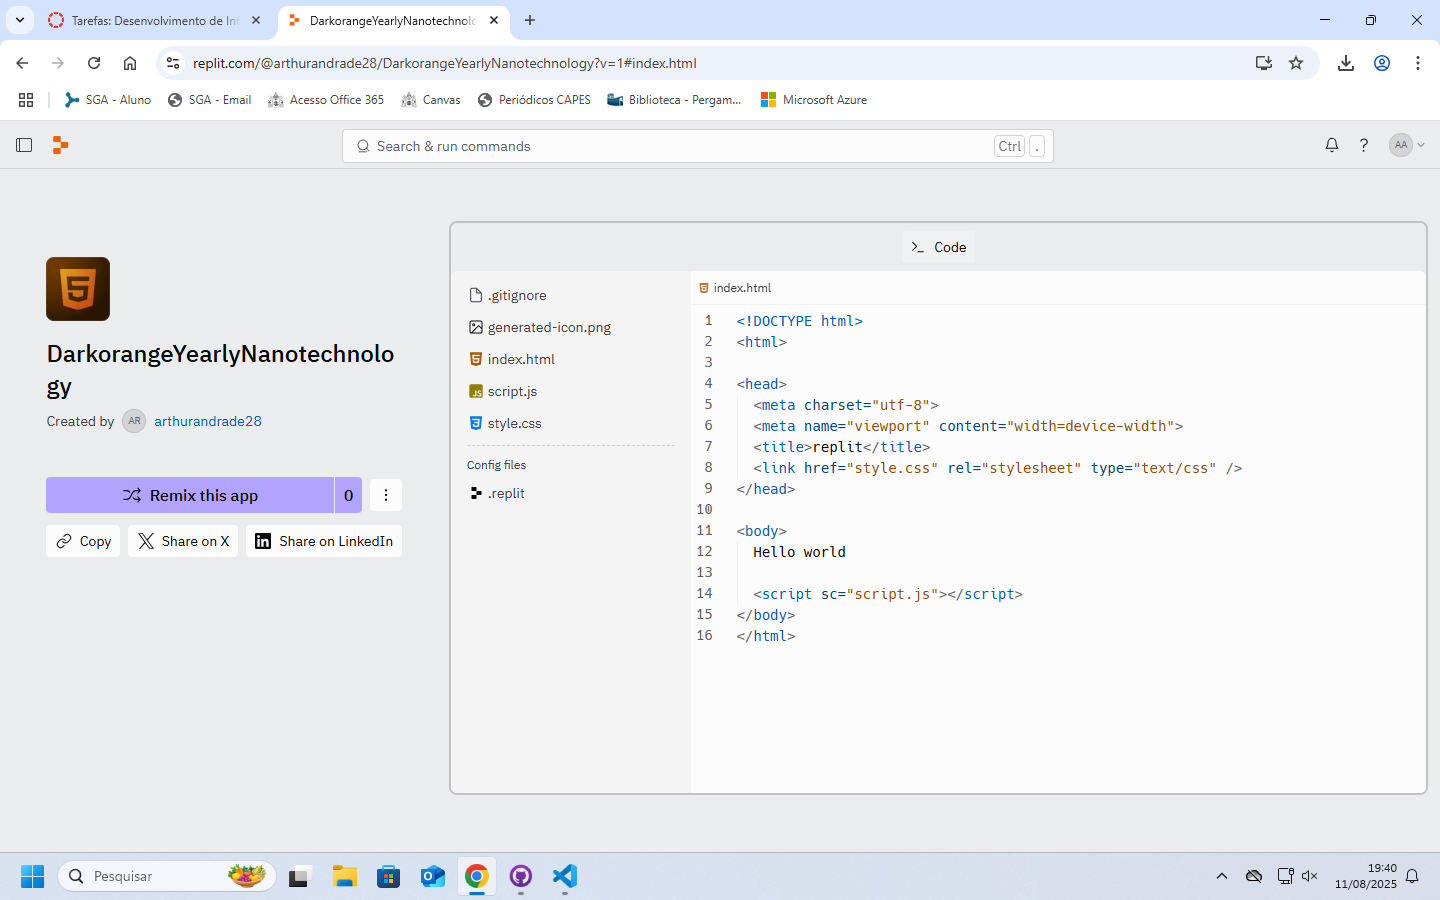 Tarefas: Desenvolvimento de Int
DarkorangeYearlyNanotechnolo
replit.com/@arthurandrade28/DarkorangeYearlyNanotechnology?v=1#index.html
SGA - Aluno
SGA - Email
Acesso Office 365
Canvas
Periódicos CAPES
Biblioteca - Pergam...
Microsoft Azure
Search & run commands
Ctrl
.
?
AA
DarkorangeYearlyNanotechnolo
gy
Created by AR arthurandrade28
Remix this app 0
Copy
Share on X
Share on LinkedIn
Code
.gitignore
generated-icon.png
index.html
script.js
style.css
Config files
.replit
index.html
1 <!DOCTYPE html>
2 <html>
3
4 <head>
5 <meta charset="utf-8">
6 <meta name="viewport" content="width=device-width">
7 <title>replit</title>
8 <link href="style.css" rel="stylesheet" type="text/css" />
9 </head>
10
11 <body>
12 Hello world
13
14 <script sc="script.js"></script>
15 </body>
16 </html>
Pesquisar
19:40
11/08/2025